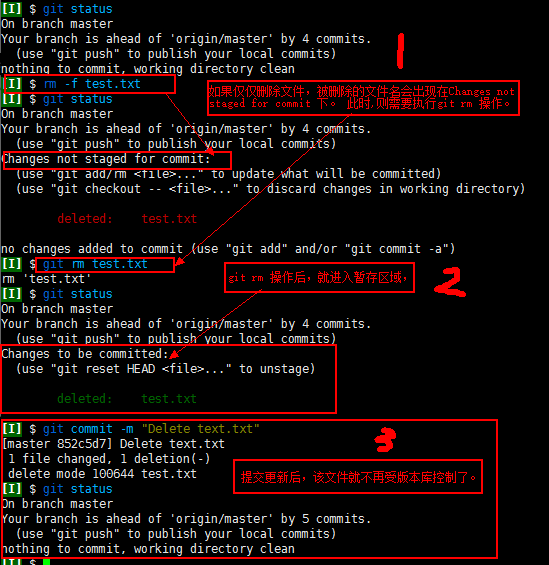 [I] $ git status
On branch master
Your branch is ahead of 'origin/master' by 4 commits.
  (use "git push" to publish your local commits)
nothing to commit, working directory clean
1
[I] $ rm -f test.txt
如果仅仅删除文件，被删除的文件名会出现在Changes not
staged for commit 下。 此时,则需要执行git rm 操作。
[I] $ git status
On branch master
Your branch is ahead of 'origin/master' by 4 commits.
  (use "git push" to publish your local commits)
Changes not staged for commit:
  (use "git add/rm <file>..." to update what will be committed)
  (use "git checkout -- <file>..." to discard changes in working directory)
deleted:    test.txt
no changes added to commit (use "git add" and/or "git commit -a")
[I] $ git rm test.txt
rm 'test.txt'
git rm 操作后，就进入暂存区域，
2
[I] $ git status
On branch master
Your branch is ahead of 'origin/master' by 4 commits.
  (use "git push" to publish your local commits)
Changes to be committed:
  (use "git reset HEAD <file>..." to unstage)
deleted:    test.txt
[I] $ git commit -m "Delete text.txt"
3
[master 852c5d7] Delete text.txt
 1 file changed, 1 deletion(-)
 delete mode 100644 test.txt
提交更新后，该文件就不再受版本库控制了。
[I] $ git status
On branch master
Your branch is ahead of 'origin/master' by 5 commits.
  (use "git push" to publish your local commits)
nothing to commit, working directory clean
[I] $